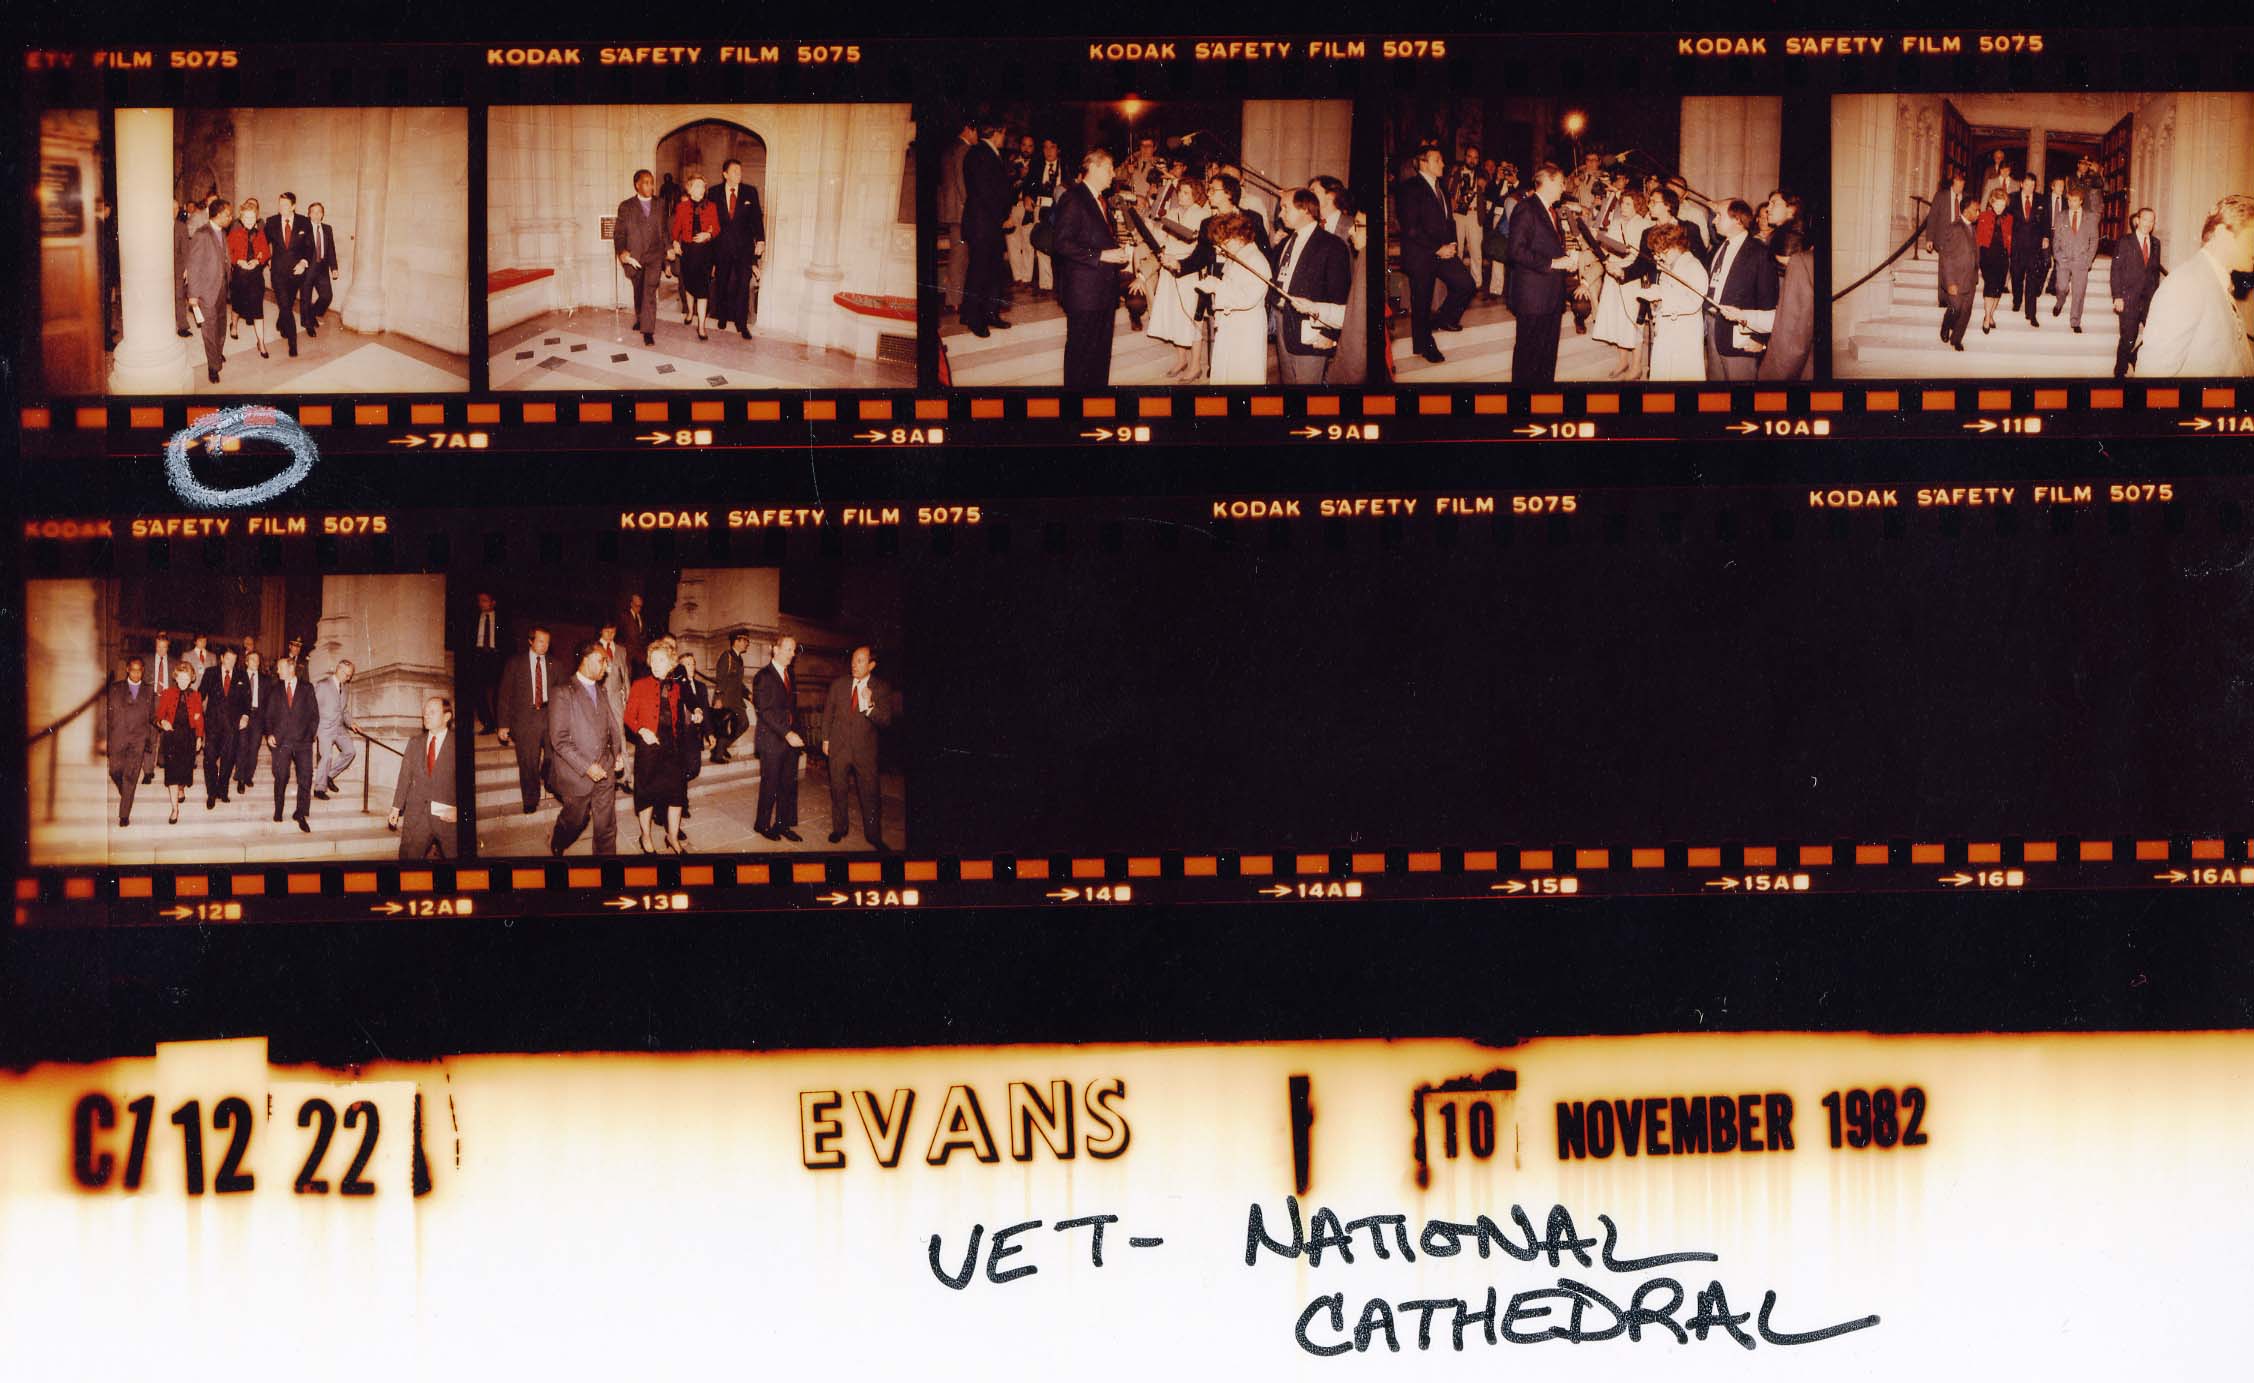 ETY FILM 5075 KODAK SAFETY FILM 5075 KODAK SAFETY FILM 5075 KODAK SAFETY FILM 5075
→7A →8 →8A →9 →9A →10 →10A →11 →11A
KODAK SAFETY FILM 5075 KODAK SAFETY FILM 5075 KODAK SAFETY FILM 5075 KODAK SAFETY FILM 5075
→12 →12A →13 →13A →14 →14A →15 →15A →16 →16A
C/12 22 EVANS 10 NOVEMBER 1982
VET- NATIONAL
CATHEDRAL